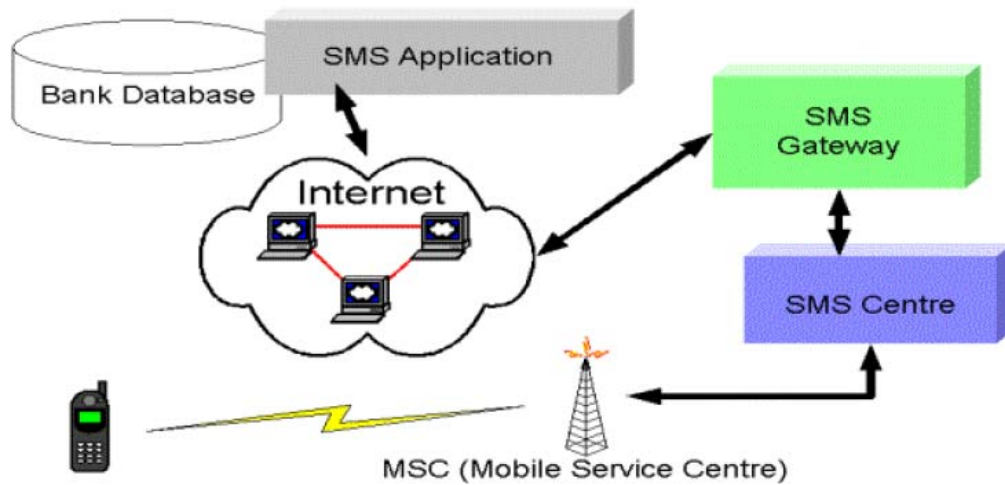 SMS Application
Bank Database
SMS
Gateway
Internet
SMS Centre
MSC (Mobile Service Centre)